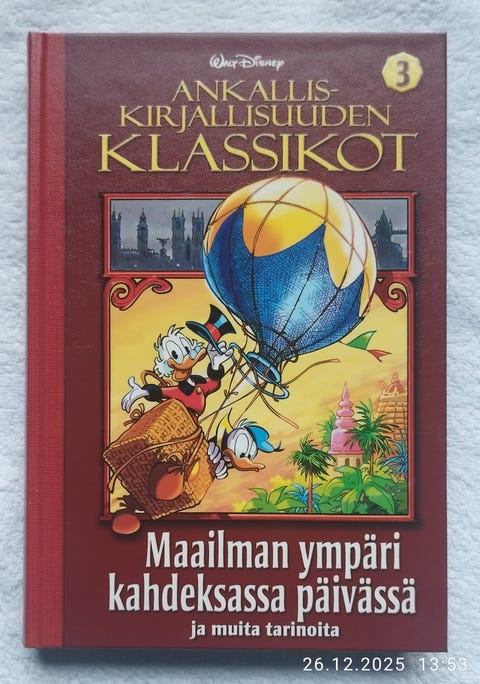 Walt Disney
3
ANKALLIS-
KIRJALLISUUDEN
KLASSIKOT
Maailman ympäri
kahdeksassa päivässä
ja muita tarinoita
26.12.2025 13:53